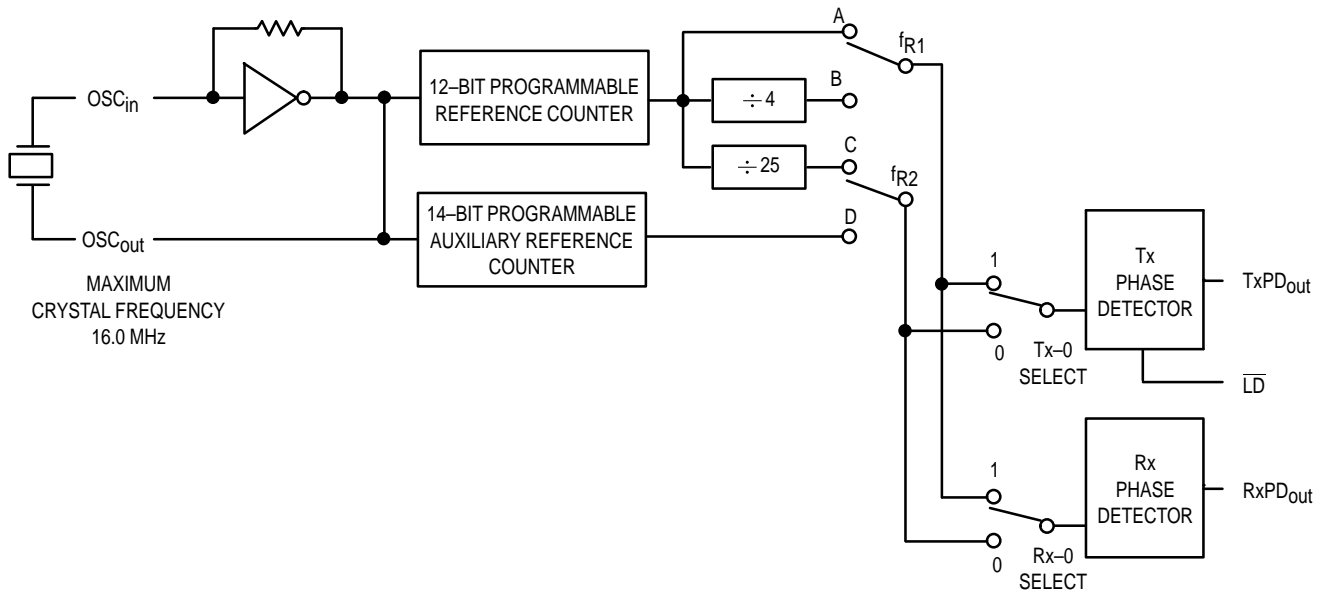 OSCin
OSCout
MAXIMUM
CRYSTAL FREQUENCY
16.0 MHz
12–BIT PROGRAMMABLE
REFERENCE COUNTER
14–BIT PROGRAMMABLE
AUXILIARY REFERENCE
COUNTER
÷ 4
÷ 25
A
B
C
D
fR1
fR2
1
0
Tx–0
SELECT
Tx
PHASE
DETECTOR
TxPDout
LD
1
0
Rx–0
SELECT
Rx
PHASE
DETECTOR
RxPDout